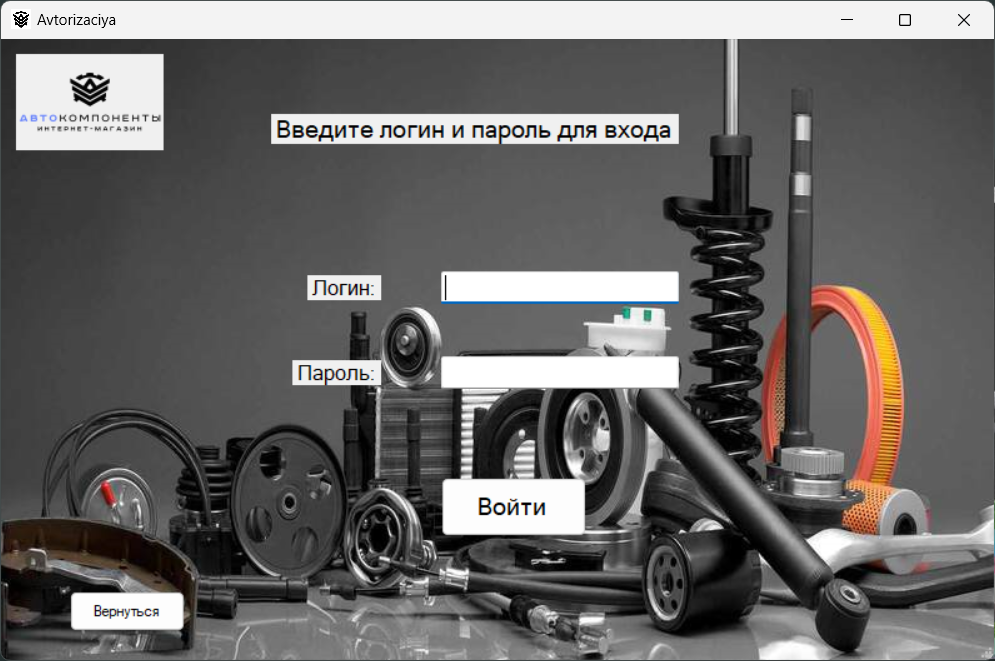 Avtorizaciya
АВТОКОМПОНЕНТЫ
ИНТЕРНЕТ-МАГАЗИН
Введите логин и пароль для входа
Логин:
Пароль:
Войти
Вернуться